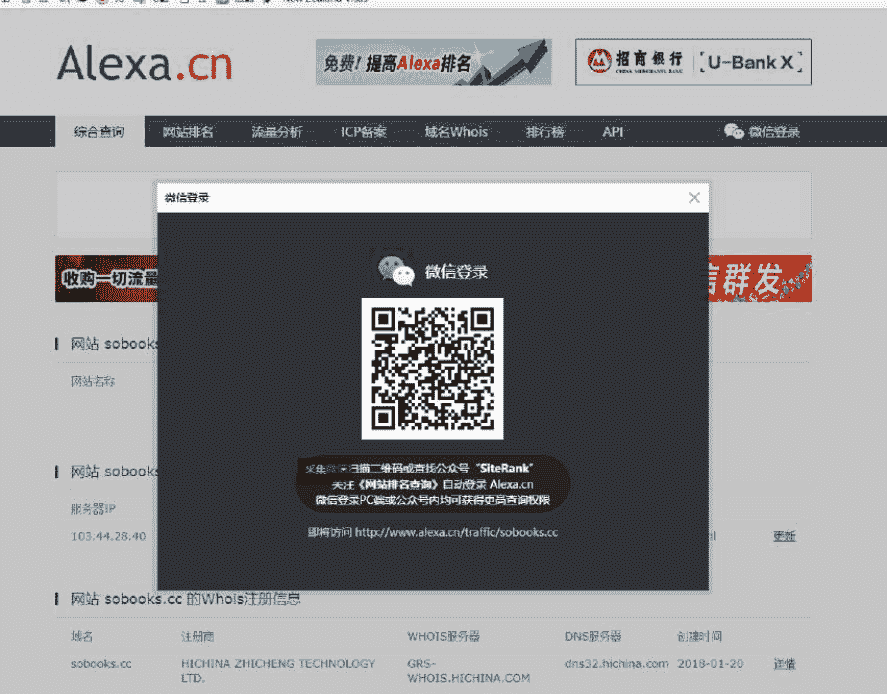 Alexa.cn
免费!提高Alexa排名
招商银行
CHINA MERCHANTS BANK
U-Bank X
综合查询
网站排名
流量分析
ICP备案
域名Whois
排行榜
API
微信登录
微信登录
收购一切流量
信群发
微信登录
网站 sobooks
网站名称
扫描二维码或查找公众号“SiteRank”
关注《网站排名查询》自动登录 Alexa.cn
微信登录PC端或公众号内均可获得更高查询权限
即将访问 http://www.alexa.cn/traffic/sobooks.cc
网站 sobooks
服务器IP
103.44.28.40
更新
网站 sobooks.cc 的Whois注册信息
域名 注册商 WHOIS服务器 DNS服务器 创建时间
sobooks.cc HICHINA ZHICHENG TECHNOLOGY LTD. GRS-WHOIS.HICHINA.COM dns32.hichina.com 2018-01-20 详情